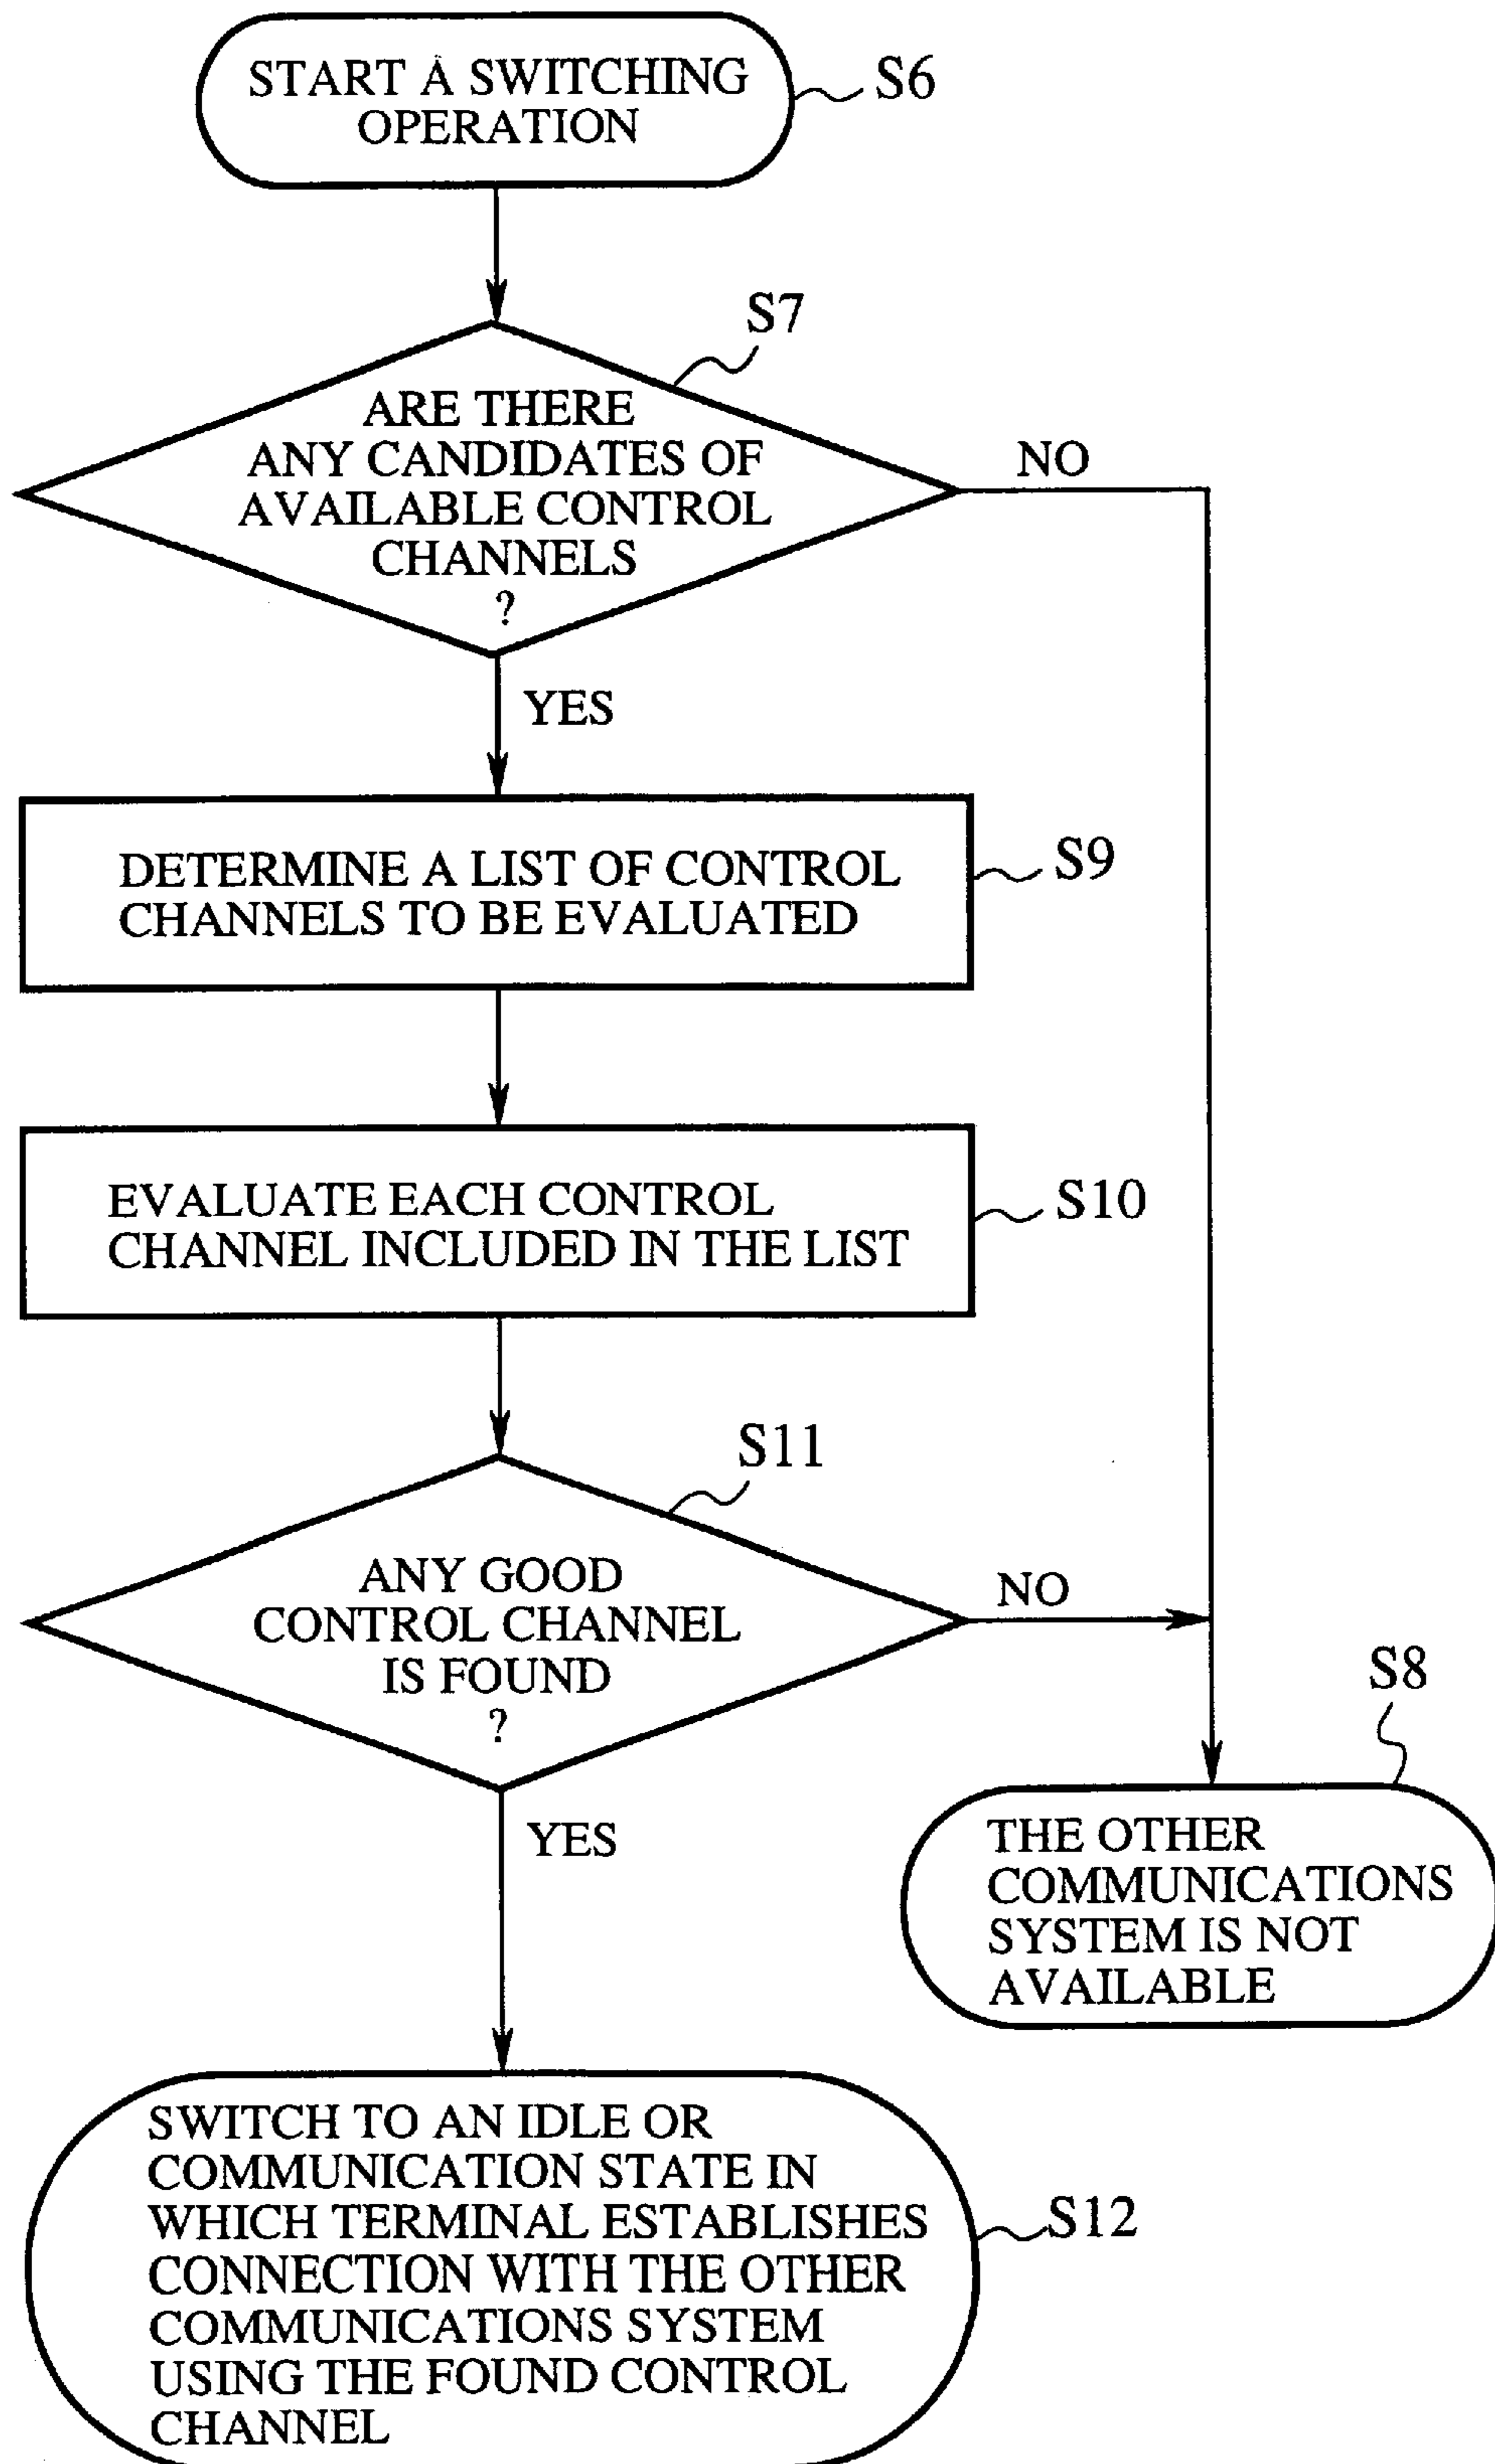 START A SWITCHING
OPERATION
S6
S7
ARE THERE
ANY CANDIDATES OF
AVAILABLE CONTROL
CHANNELS
?
NO
YES
DETERMINE A LIST OF CONTROL
CHANNELS TO BE EVALUATED
S9
EVALUATE EACH CONTROL
CHANNEL INCLUDED IN THE LIST
S10
S11
ANY GOOD
CONTROL CHANNEL
IS FOUND
?
NO
YES
S8
THE OTHER
COMMUNICATIONS
SYSTEM IS NOT
AVAILABLE
SWITCH TO AN IDLE OR
COMMUNICATION STATE IN
WHICH TERMINAL ESTABLISHES
CONNECTION WITH THE OTHER
COMMUNICATIONS SYSTEM
USING THE FOUND CONTROL
CHANNEL
S12